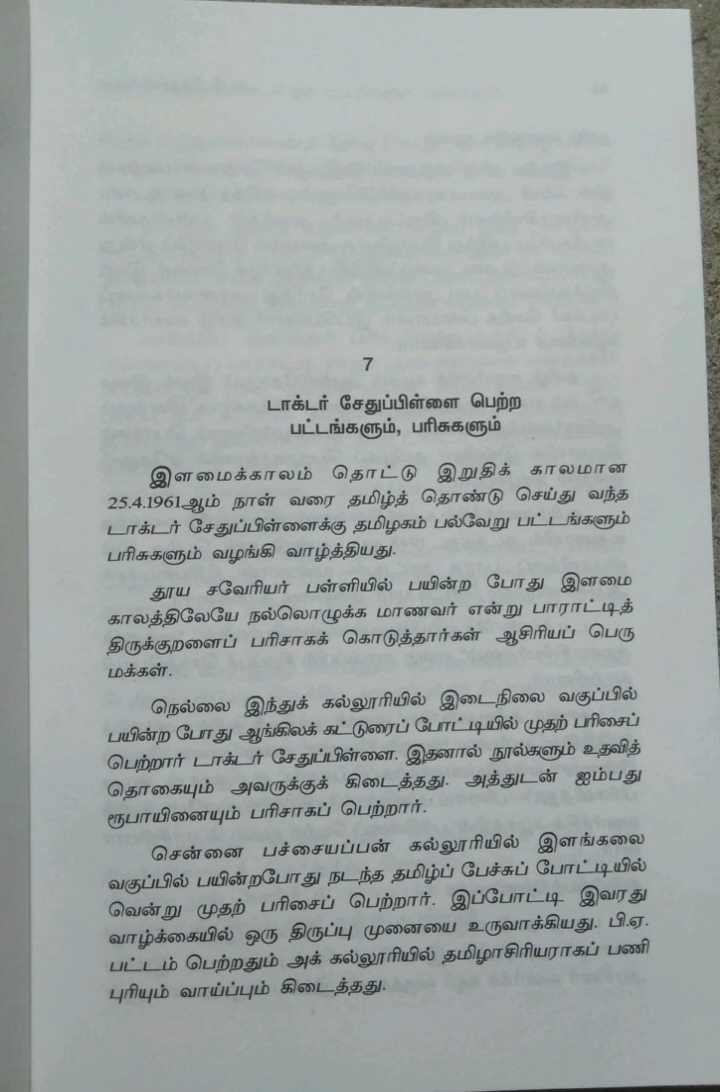 7
டாக்டர் சேதுப்பிள்ளை பெற்ற
பட்டங்களும், பரிசுகளும்
இளமைக்காலம் தொட்டு இறுதிக் காலமான
25.4.1961ஆம் நாள் வரை தமிழ்த் தொண்டு செய்து வந்த
டாக்டர் சேதுப்பிள்ளைக்கு தமிழகம் பல்வேறு பட்டங்களும்
பரிசுகளும் வழங்கி வாழ்த்தியது.
தூய சவேரியர் பள்ளியில் பயின்ற போது இளமை
காலத்திலேயே நல்லொழுக்க மாணவர் என்று பாராட்டித்
திருக்குறளைப் பரிசாகக் கொடுத்தார்கள் ஆசிரியப் பெரு
மக்கள்.
நெல்லை இந்துக் கல்லூரியில் இடைநிலை வகுப்பில்
பயின்ற போது ஆங்கிலக் கட்டுரைப் போட்டியில் முதற் பரிசைப்
பெற்றார் டாக்டர் சேதுப்பிள்ளை. இதனால் நூல்களும் உதவித்
தொகையும் அவருக்குக் கிடைத்தது. அத்துடன் ஐம்பது
ரூபாயினையும் பரிசாகப் பெற்றார்.
சென்னை பச்சையப்பன் கல்லூரியில் இளங்கலை
வகுப்பில் பயின்றபோது நடந்த தமிழ்ப் பேச்சுப் போட்டியில்
வென்று முதற் பரிசைப் பெற்றார். இப்போட்டி இவரது
வாழ்க்கையில் ஒரு திருப்பு முனையை உருவாக்கியது. பி.ஏ.
பட்டம் பெற்றதும் அக் கல்லூரியில் தமிழாசிரியராகப் பணி
புரியும் வாய்ப்பும் கிடைத்தது.